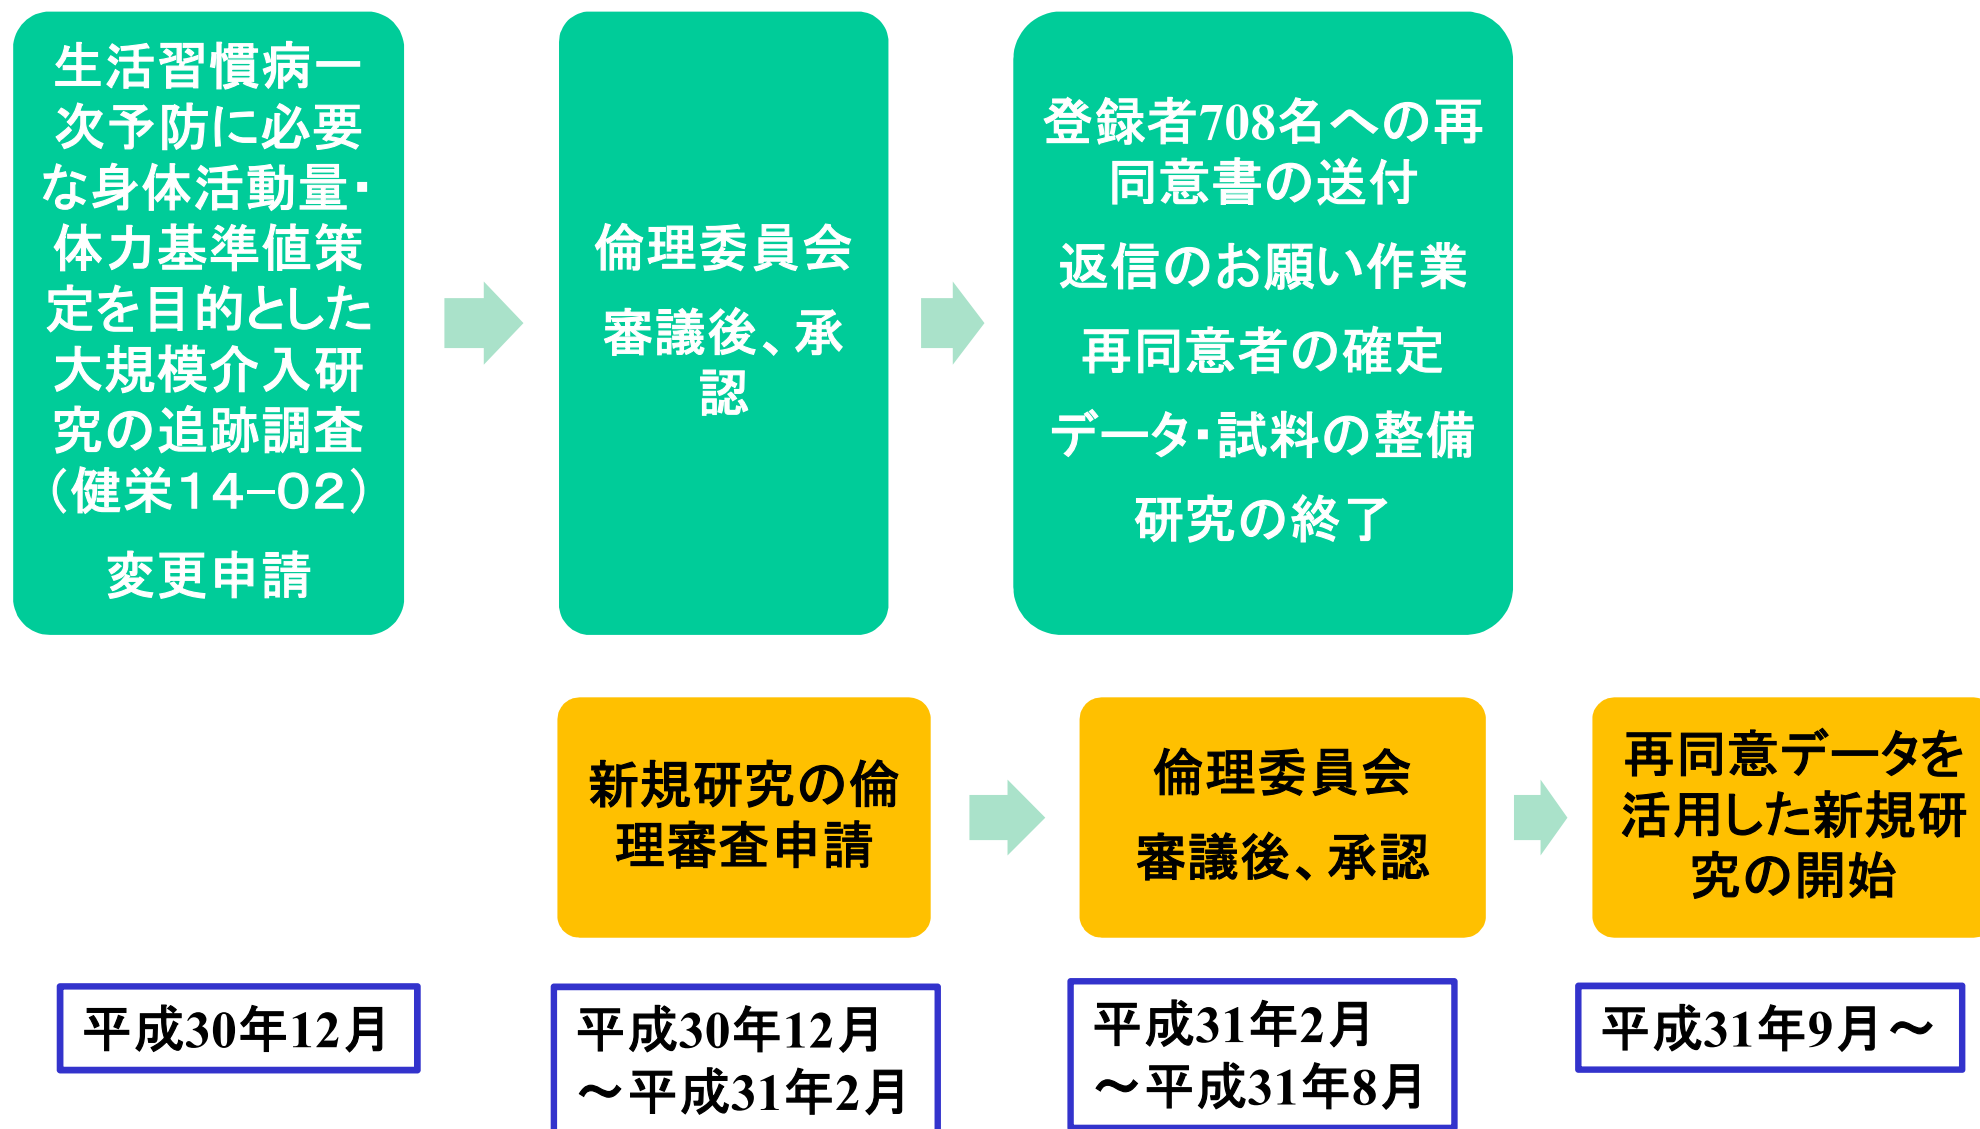 生活習慣病一
次予防に必要
な身体活動量・
体力基準値策
定を目的とした
大規模介入研
究の追跡調査
（健栄１４−０２）
変更申請
倫理委員会
審議後、承
認
登録者708名への再
同意書の送付
返信のお願い作業
再同意者の確定
データ・試料の整備
研究の終了
新規研究の倫
理審査申請
倫理委員会
審議後、承認
再同意データを
活用した新規研
究の開始
平成30年12月
平成30年12月
～平成31年2月
平成31年2月
～平成31年8月
平成31年9月～